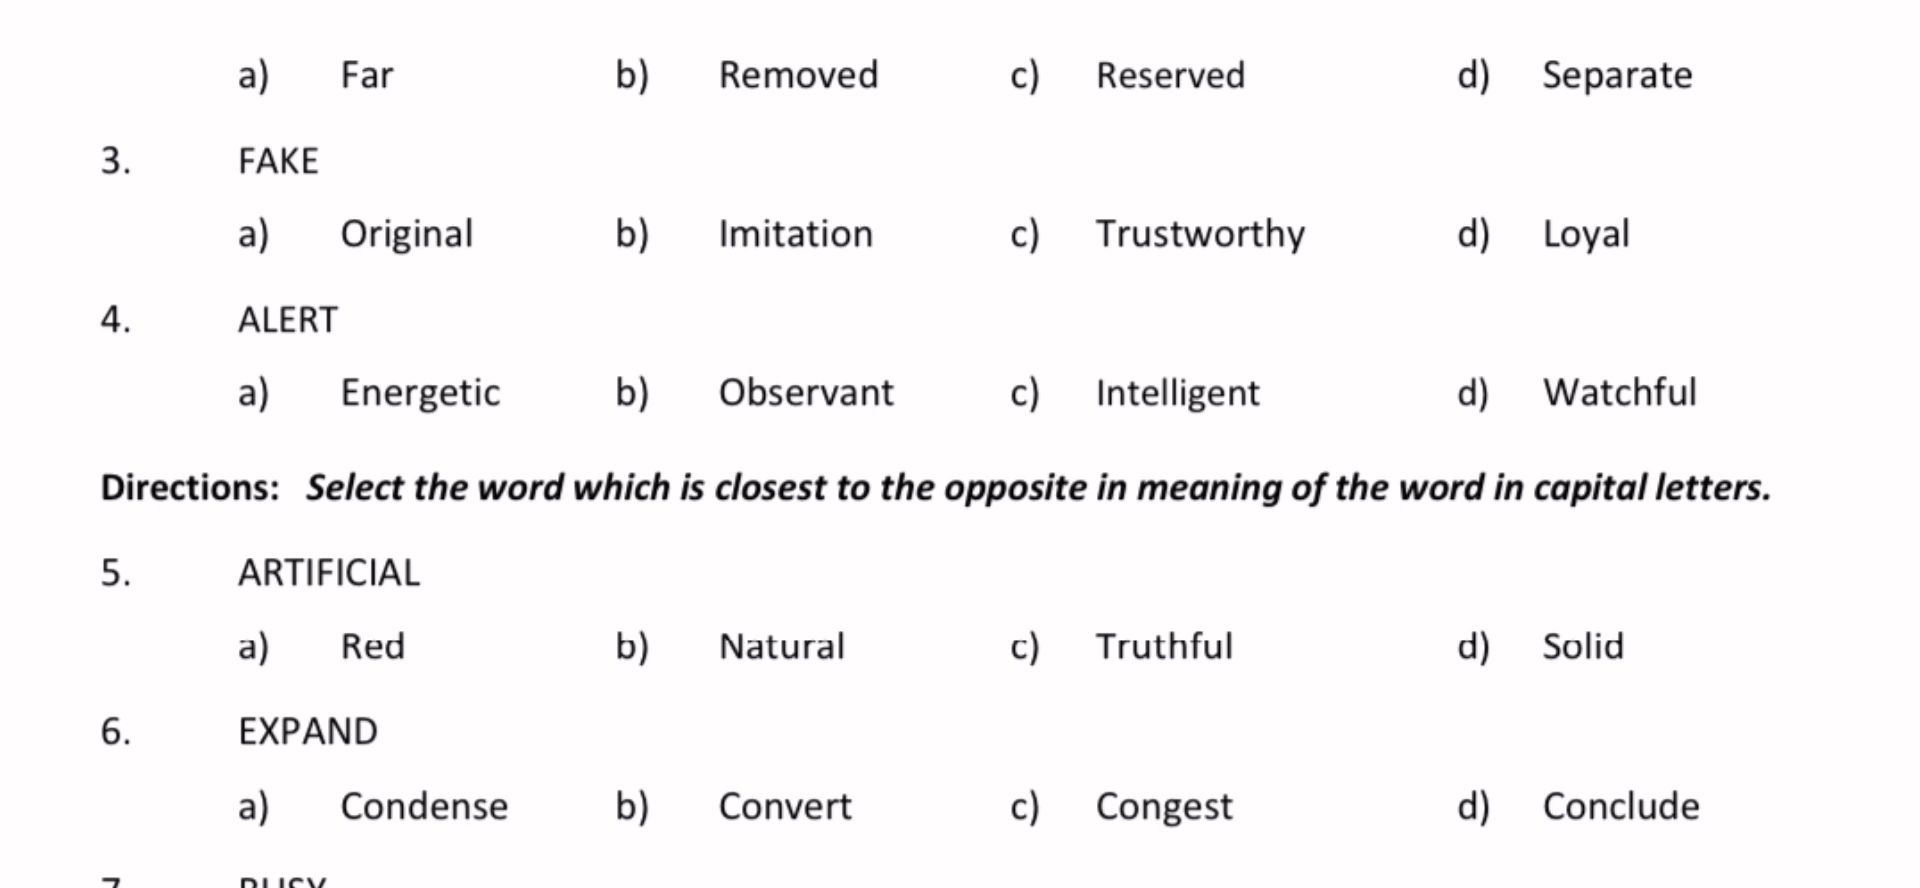 a) Far b) Removed c) Reserved d) Separate
3. FAKE
a) Original b) Imitation c) Trustworthy d) Loyal
4. ALERT
a) Energetic b) Observant c) Intelligent d) Watchful
Directions: Select the word which is closest to the opposite in meaning of the word in capital letters.
5. ARTIFICIAL
a) Red b) Natural c) Truthful d) Solid
6. EXPAND
a) Condense b) Convert c) Congest d) Conclude
7. BUSY